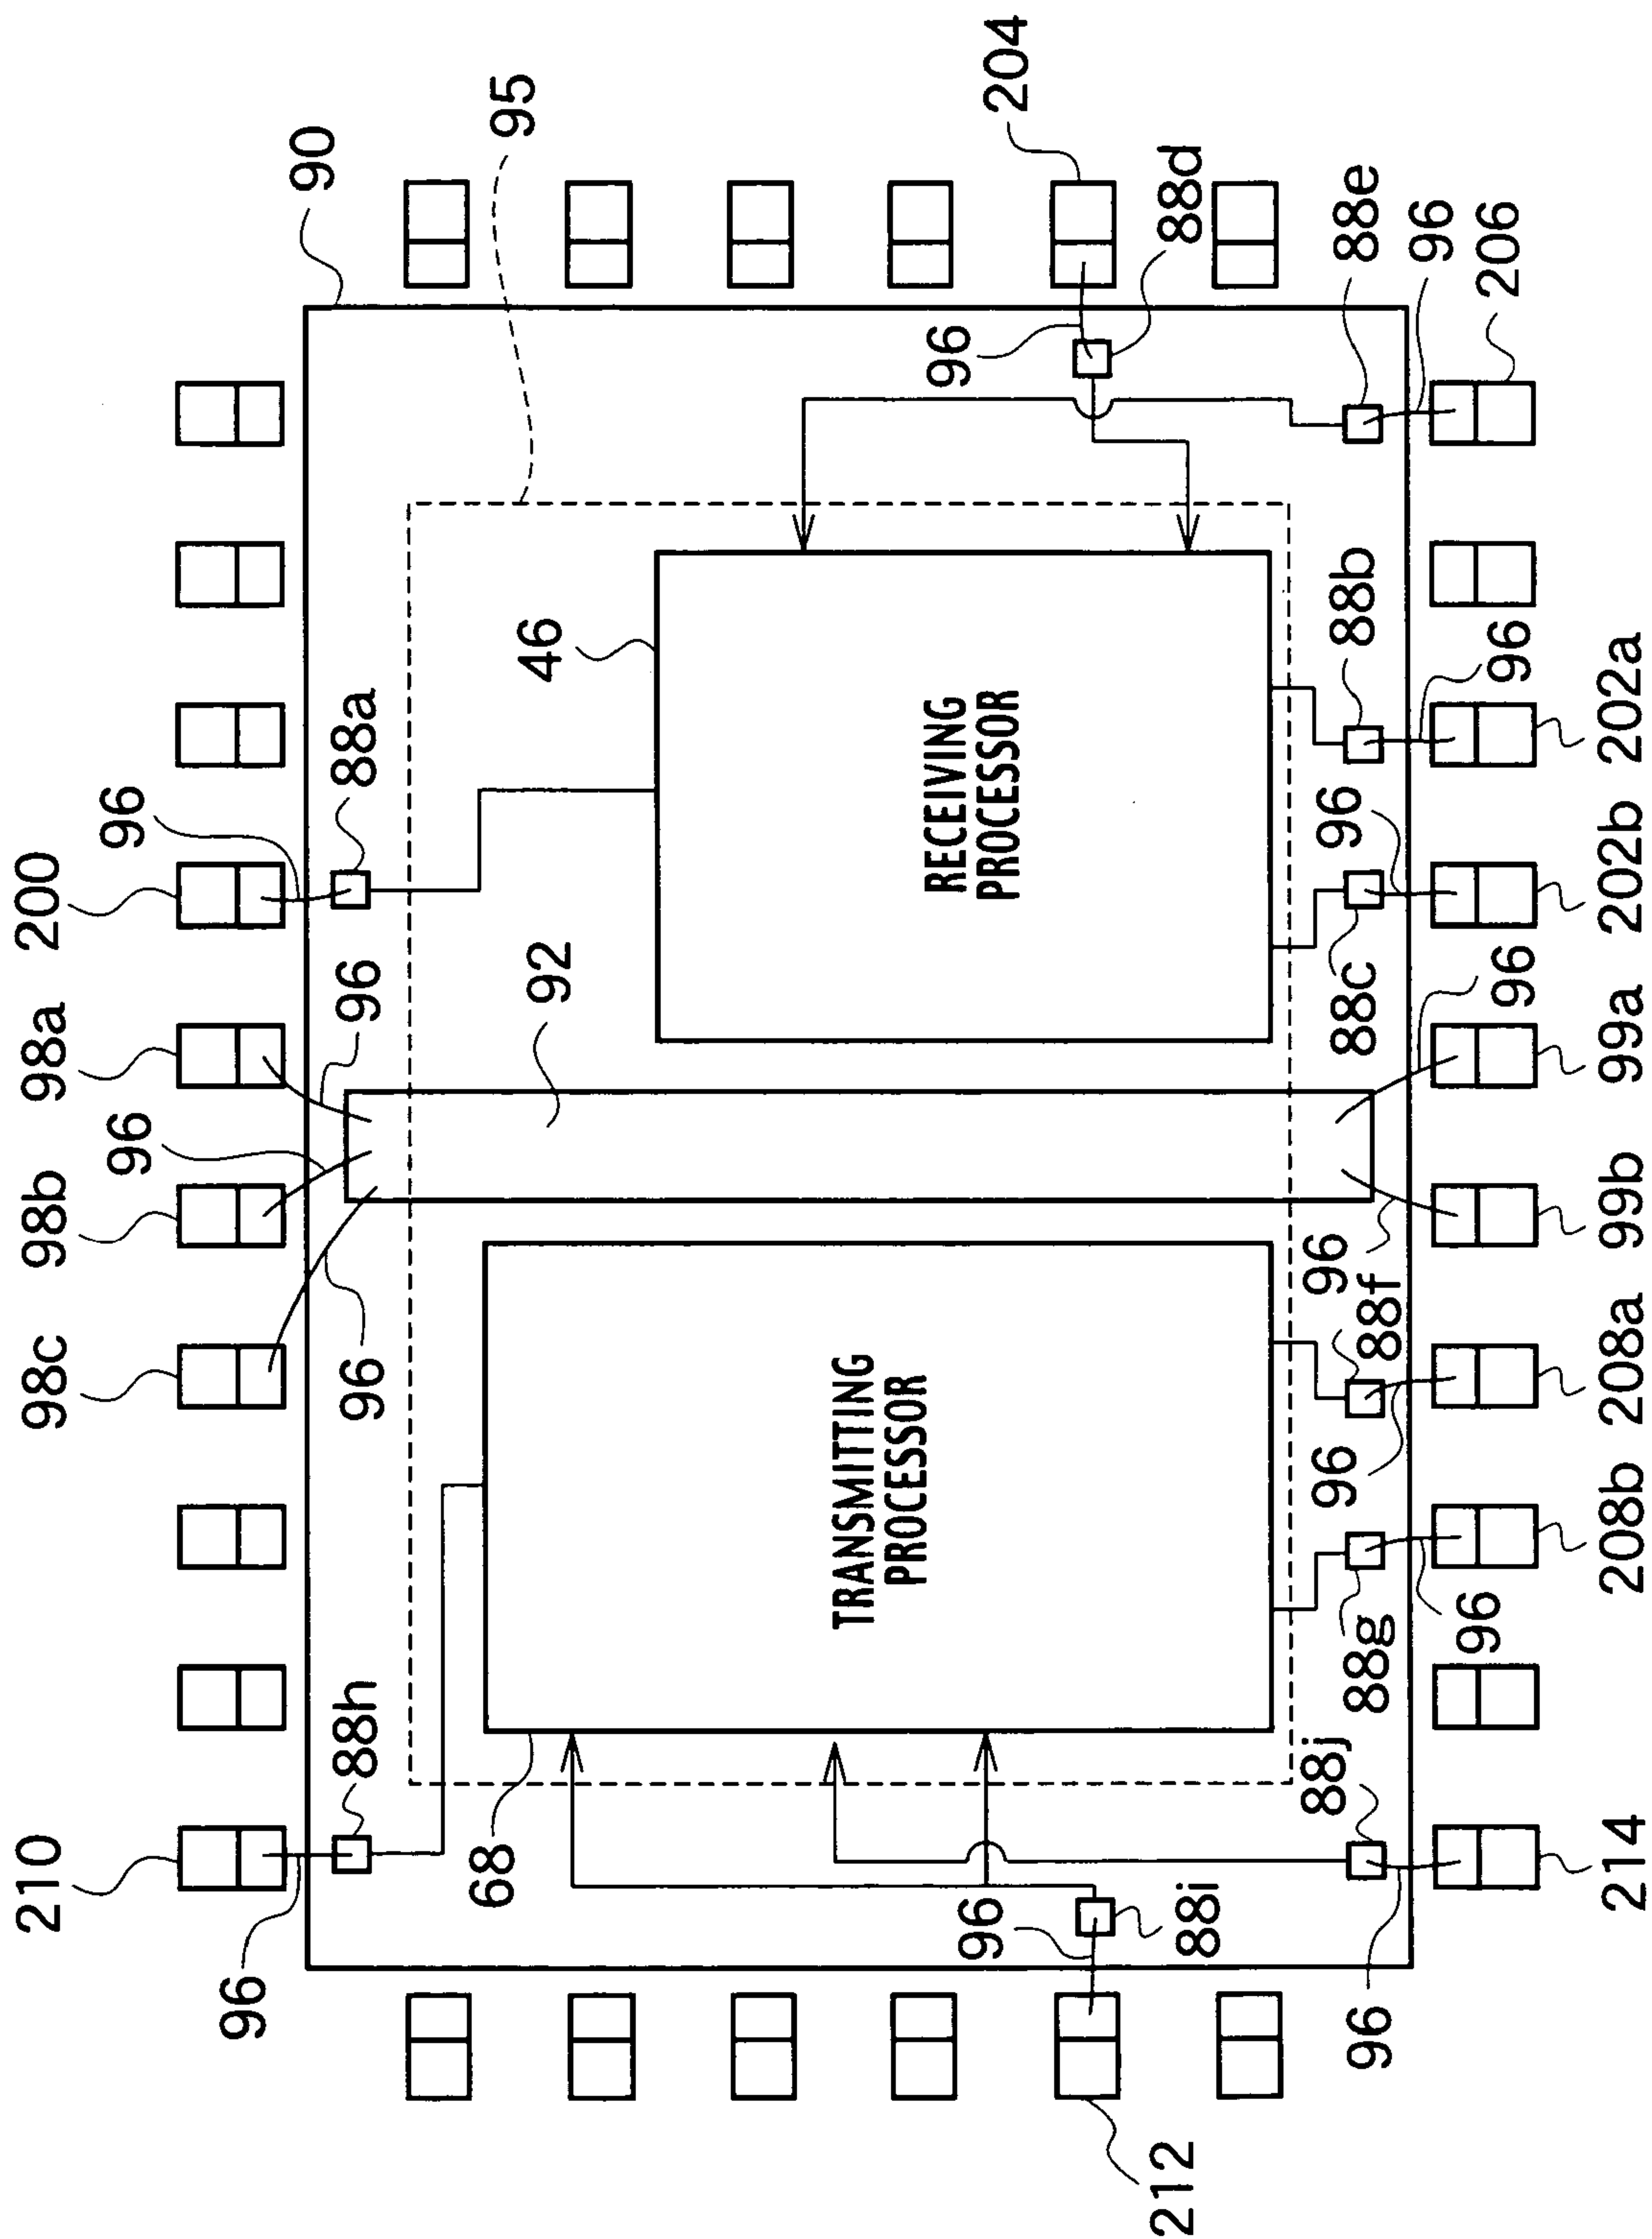 210
98c
98b
98a
200
96
96
96
96
96
88h
88a
90
95
92
46
68
TRANSMITTING
PROCESSOR
RECEIVING
PROCESSOR
212
96
88i
96
88d
204
88j
88g
88f
96
88c
88b
88e
96
96
96
96
96
96
96
96
214
208b
208a
99b
99a
202b
202a
206